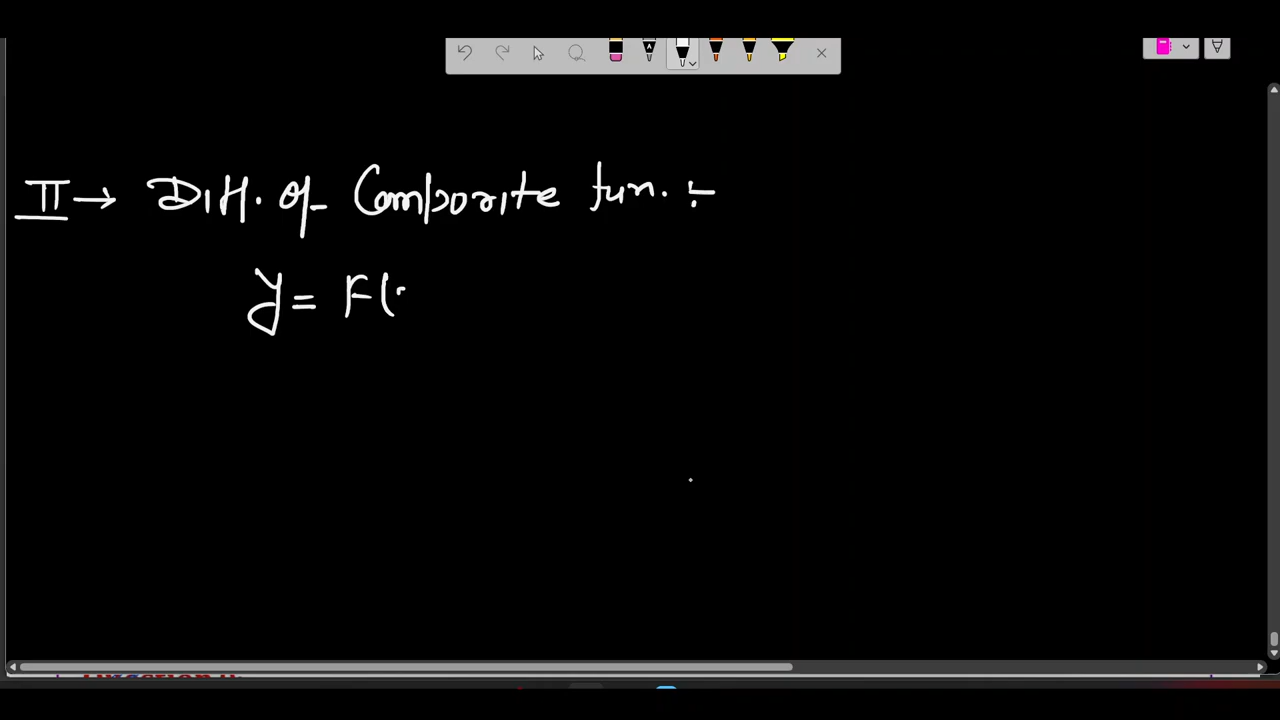 II → Diff. of Composite fun. :-
y = F(